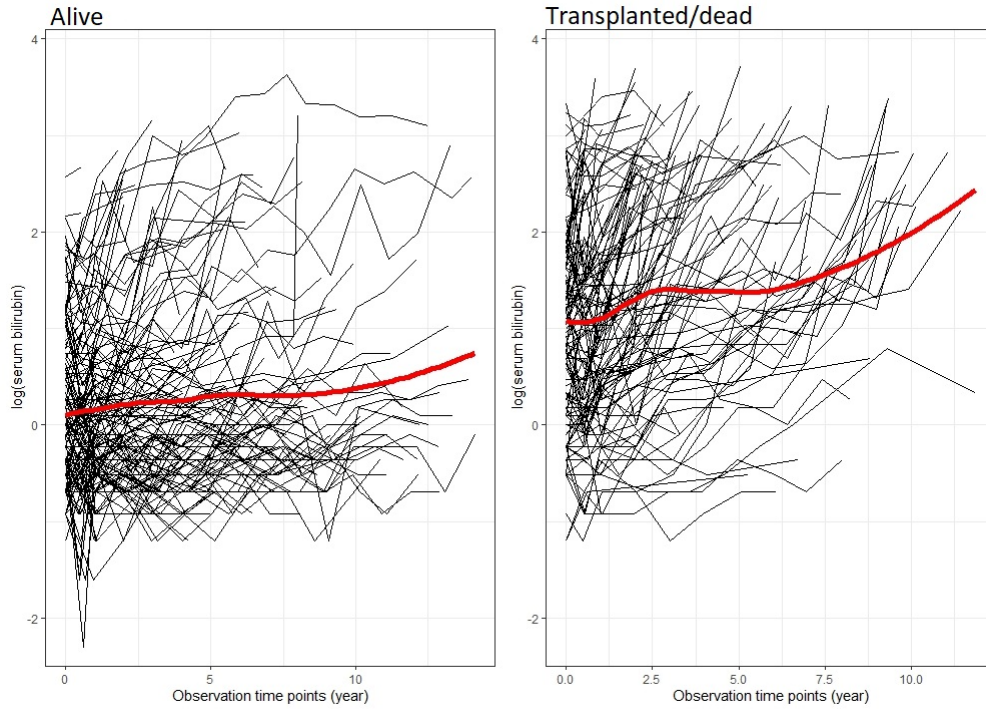 Alive
Transplanted/dead
4
2
0
-2
log(serum bilirubin)
0
5
10
Observation time points (year)
4
2
0
-2
log(serum bilirubin)
0.0
2.5
5.0
7.5
10.0
Observation time points (year)